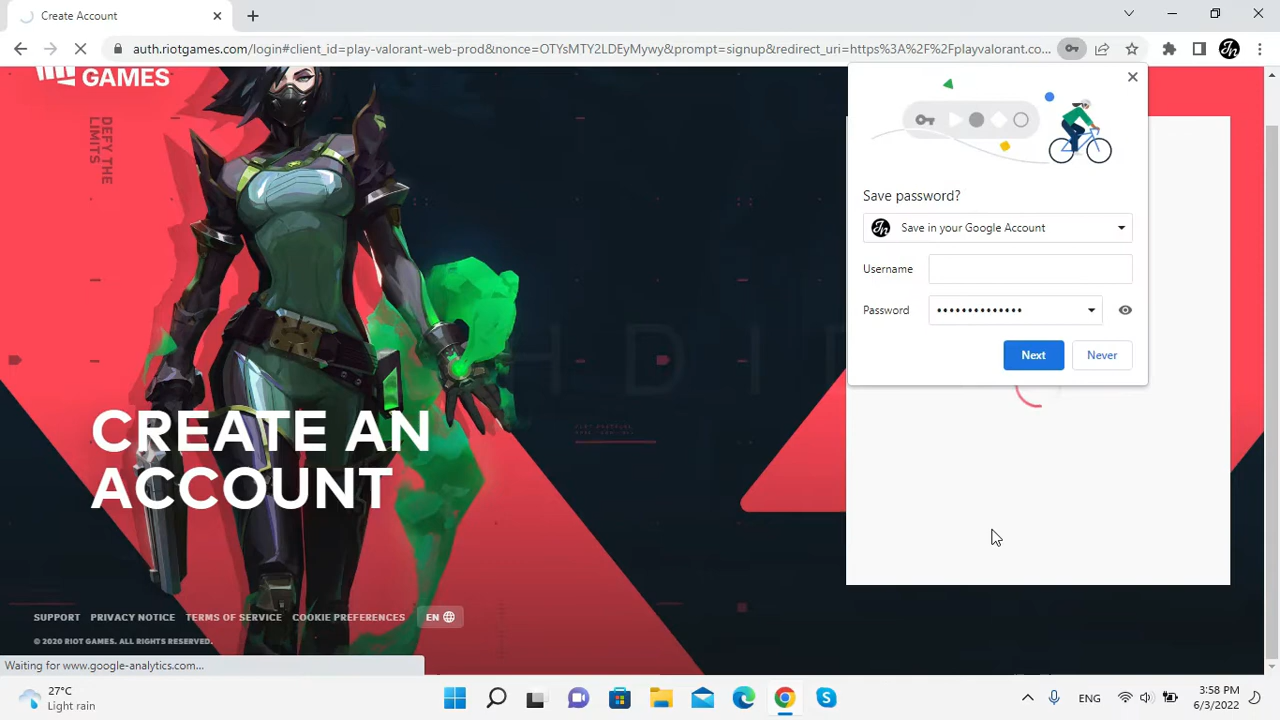 Create Account
auth.riotgames.com/login#client_id=play-valorant-web-prod&nonce=OTYsMTY2LDEyMywy&prompt=signup&redirect_uri=https%3A%2F%2Fplayvalorant.co...
GAMES
DEFY THE
LIMITS
Save password?
Save in your Google Account
Username
Password
••••••••••••••
Next
Never
CREATE AN
ACCOUNT
SUPPORT
PRIVACY NOTICE
TERMS OF SERVICE
COOKIE PREFERENCES
EN
© 2020 RIOT GAMES. ALL RIGHTS RESERVED.
Waiting for www.google-analytics.com...
27°C
Light rain
ENG
3:58 PM
6/3/2022